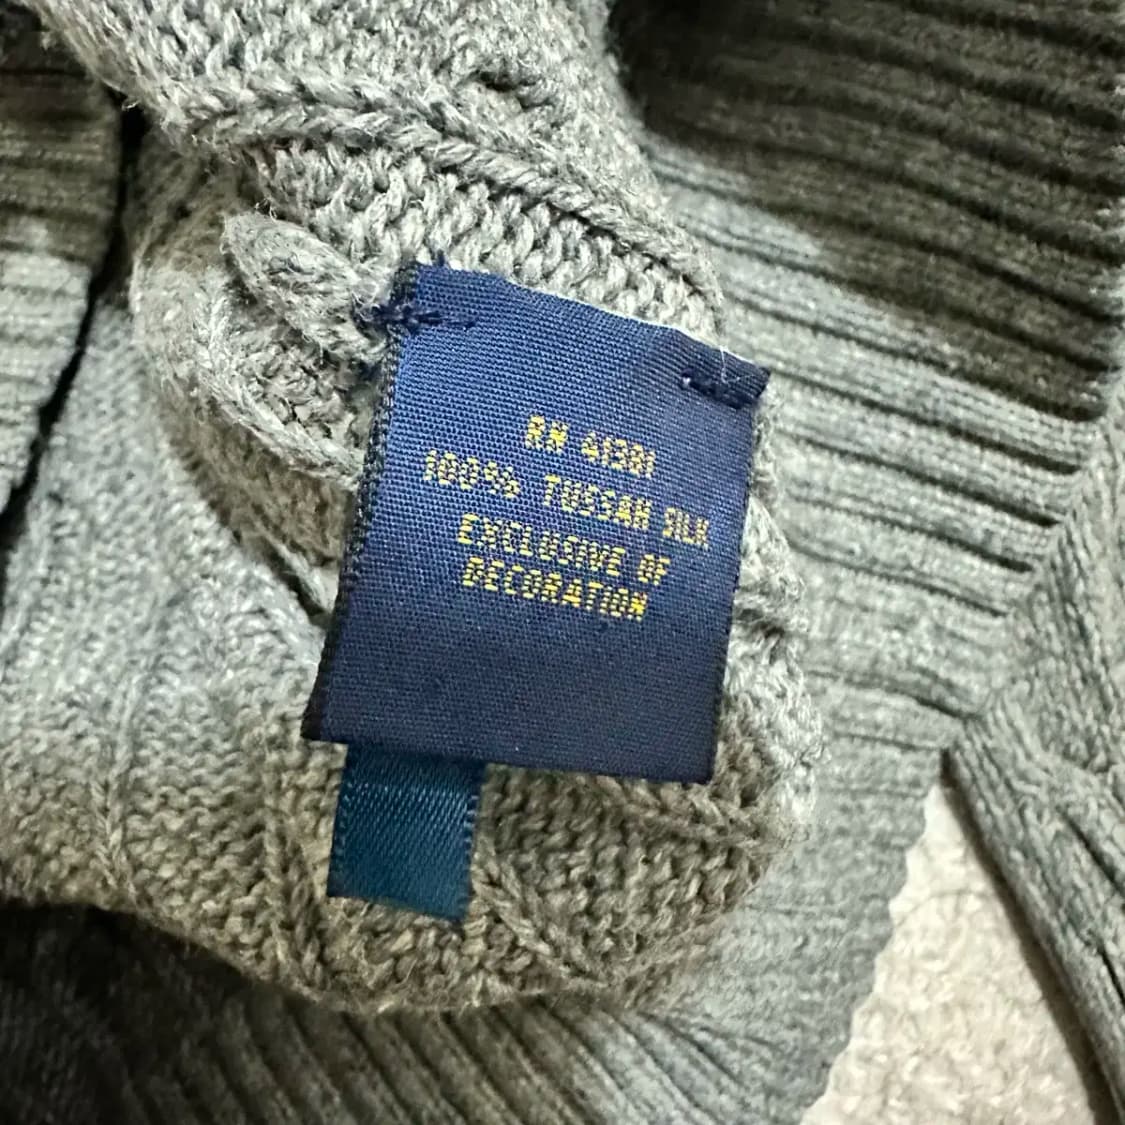 RN 41381
100% TUSSAH SILK
EXCLUSIVE OF
DECORATION